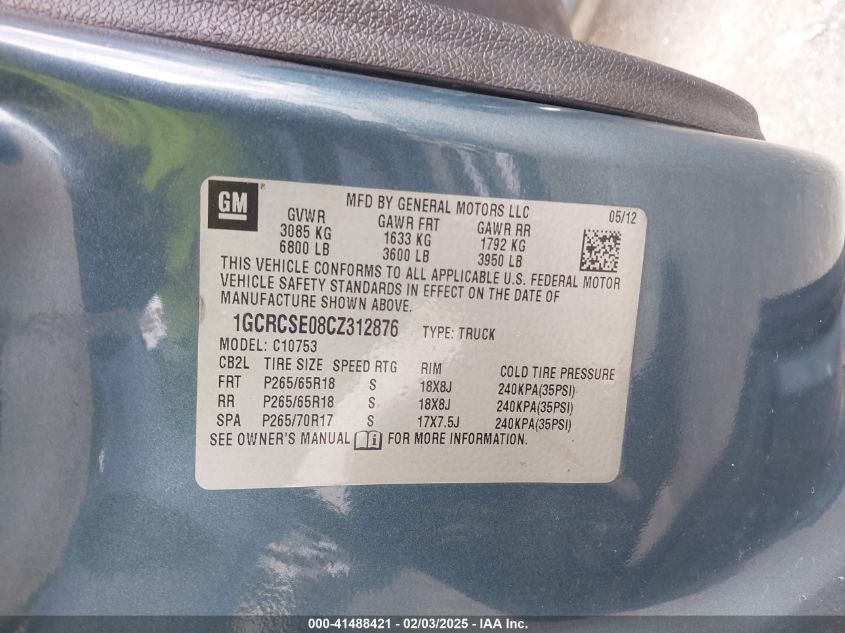 GM
MFD BY GENERAL MOTORS LLC
05/12
GVWR GAWR FRT GAWR RR
3085 KG 1633 KG 1792 KG
6800 LB 3600 LB 3950 LB
THIS VEHICLE CONFORMS TO ALL APPLICABLE U.S. FEDERAL MOTOR
VEHICLE SAFETY STANDARDS IN EFFECT ON THE DATE OF
MANUFACTURE SHOWN ABOVE.
1GCRCSE08CZ312876 TYPE: TRUCK
MODEL: C10753
CB2L TIRE SIZE SPEED RTG RIM COLD TIRE PRESSURE
FRT P265/65R18 S 18X8J 240KPA(35PSI)
RR P265/65R18 S 18X8J 240KPA(35PSI)
SPA P265/70R17 S 17X7.5J 240KPA(35PSI)
SEE OWNER'S MANUAL FOR MORE INFORMATION.
000-41488421 - 02/03/2025 - IAA Inc.